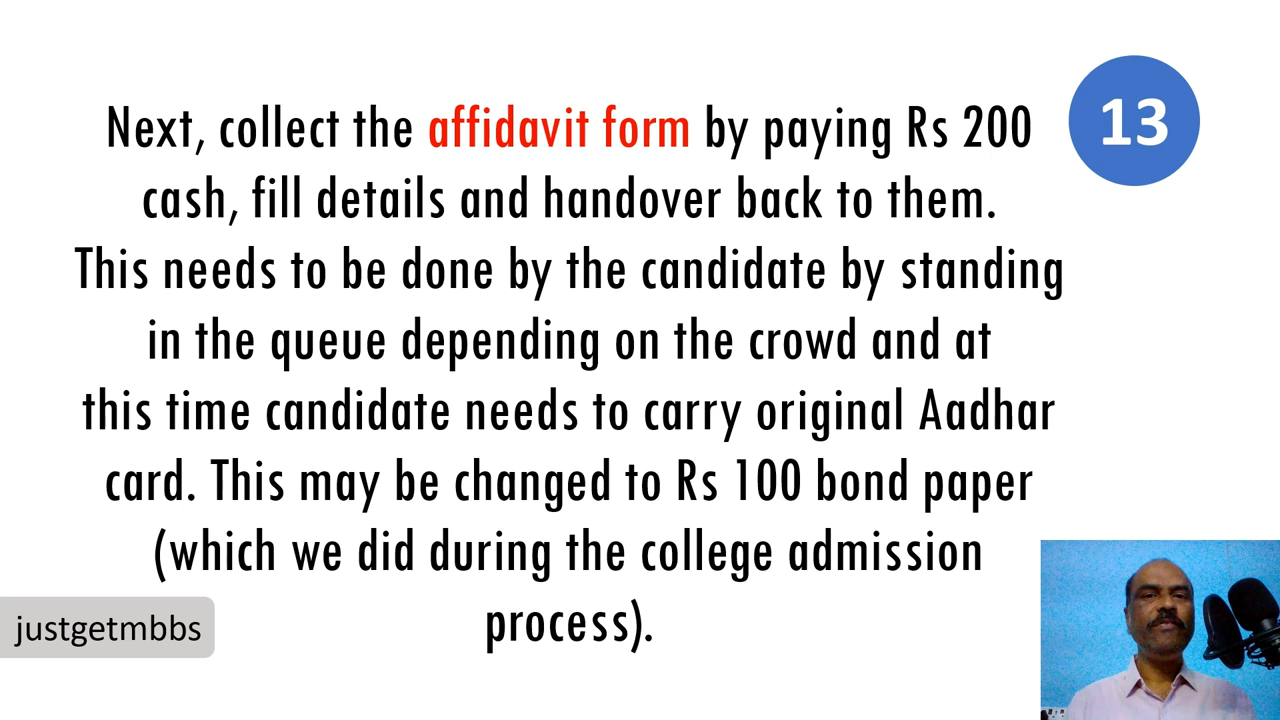 Next, collect the affidavit form by paying Rs 200
13
cash, fill details and handover back to them.
This needs to be done by the candidate by standing
in the queue depending on the crowd and at
this time candidate needs to carry original Aadhar
card. This may be changed to Rs 100 bond paper
(which we did during the college admission
process).
justgetmbbs